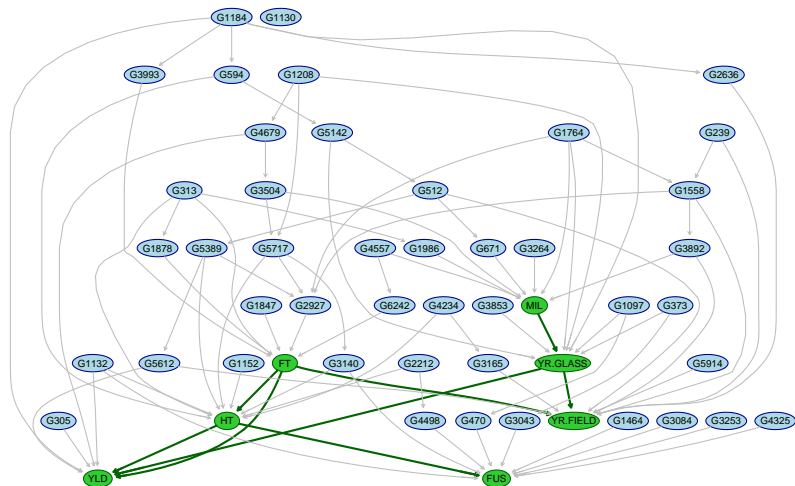 G1184 G1130
G3993 G594 G1208 G2636
G4679 G5142 G1764 G239
G313 G3504 G512 G1558
G1878 G5389 G5717 G4557 G1986 G671 G3264 G3892
G1847 G2927 G6242 G4234 G3853 MIL G1097 G373
G1132 G5612 G1152 FT G3140 G2212 G3165 YR.GLASS G5914
G305 HT G4498 G470 G3043 YR.FIELD G1464 G3084 G3253 G4325
YLD FUS